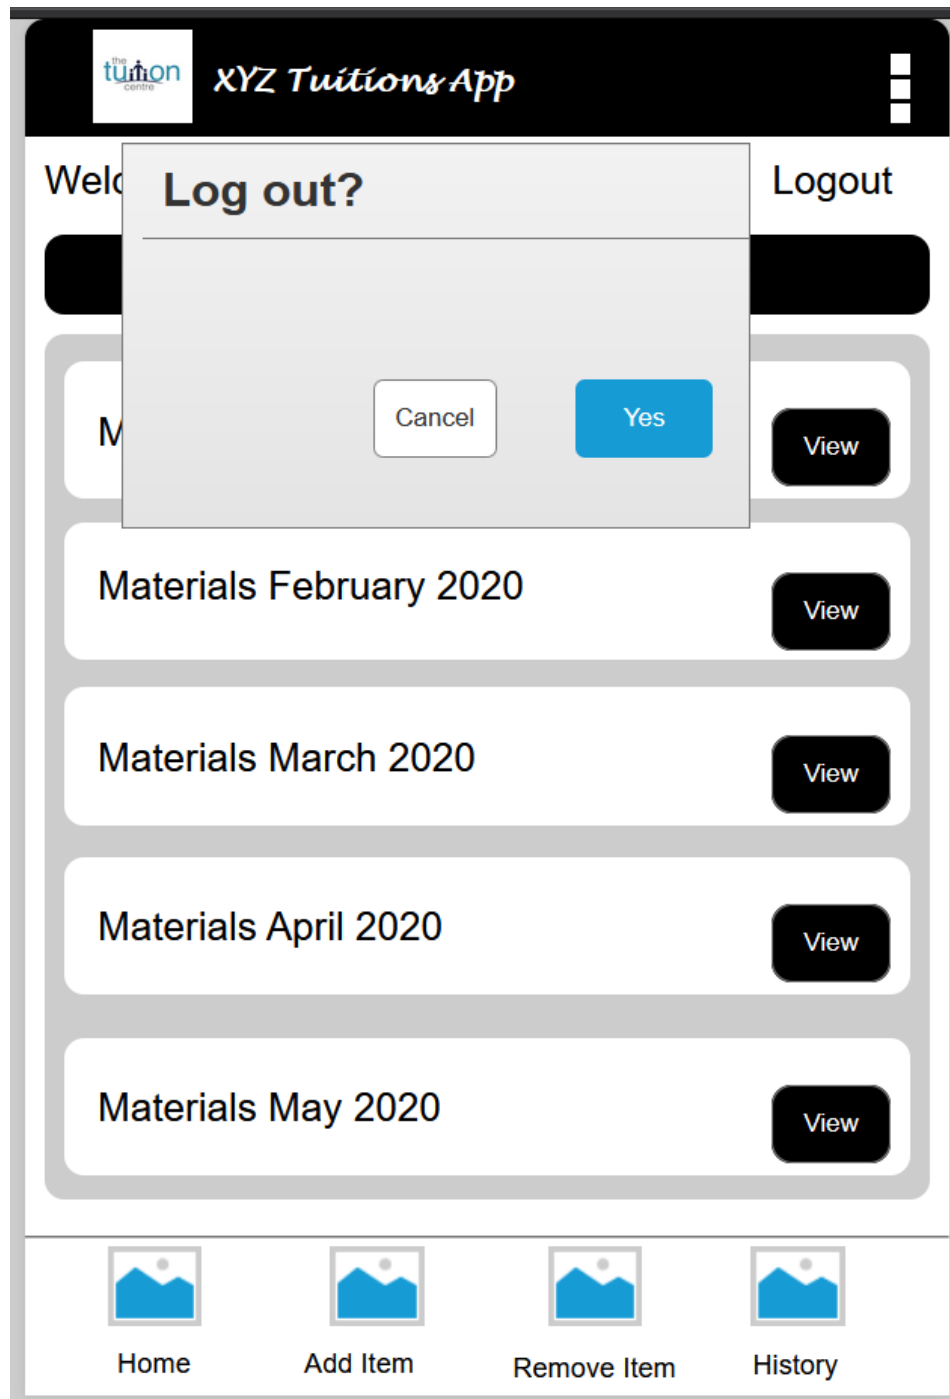 the
tuition
centre
XYZ Tuitions App
Logout
Log out?
Cancel
Yes
View
Materials February 2020
View
Materials March 2020
View
Materials April 2020
View
Materials May 2020
View
Home
Add Item
Remove Item
History